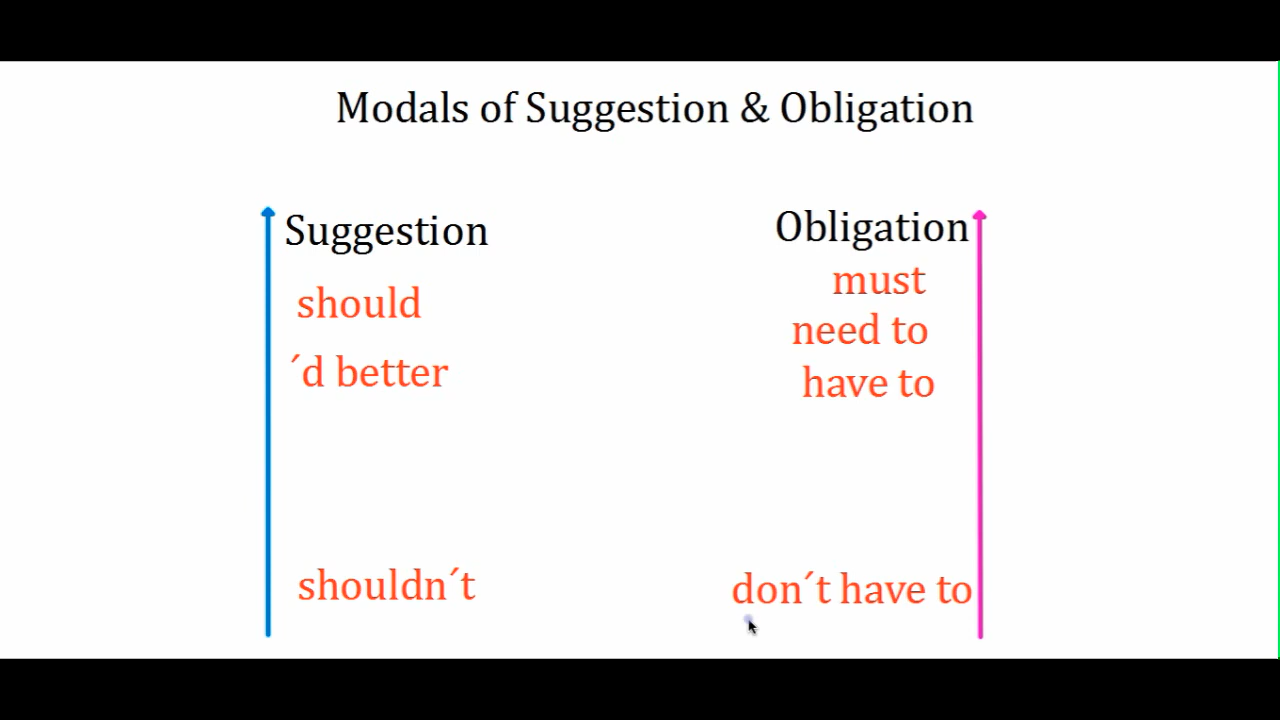 Modals of Suggestion & Obligation
Suggestion
should
´d better
shouldn´t
Obligation
must
need to
have to
don´t have to